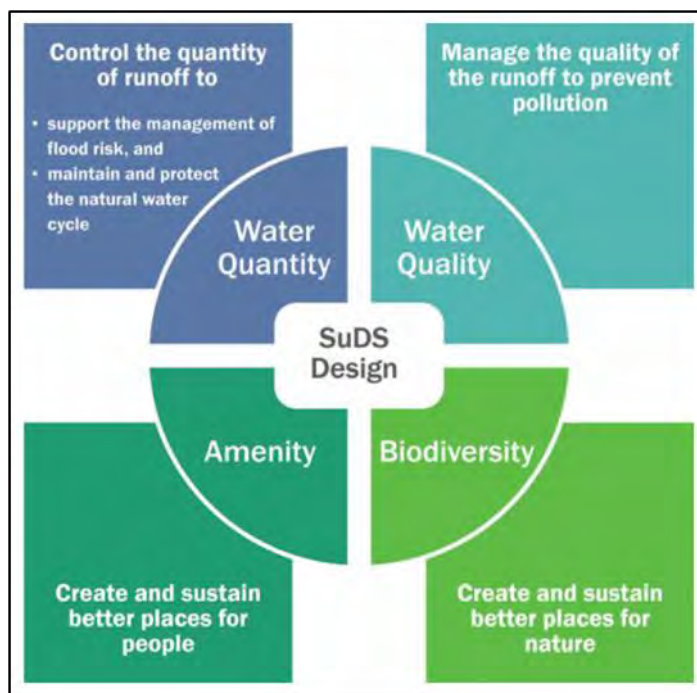 Control the quantity
of runoff to
• support the management of
flood risk, and
• maintain and protect
the natural water
cycle
Manage the quality of
the runoff to prevent
pollution
Water
Quantity
Water
Quality
SuDS
Design
Amenity
Biodiversity
Create and sustain
better places for
people
Create and sustain
better places for
nature